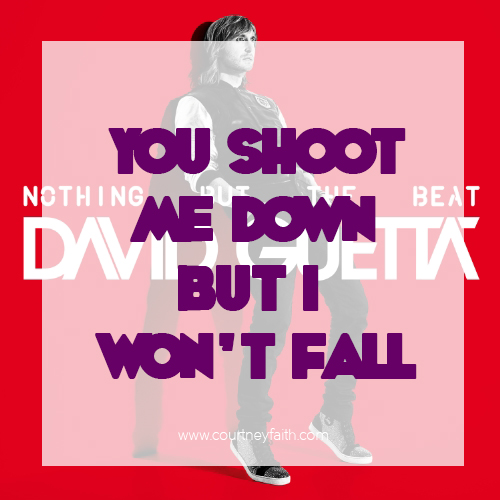 YOU SHOOT
NOTHING BUT THE BEAT
ME DOWN
DAVID GUETTA
BUT I
WON'T FALL
www.courtneyfaith.com